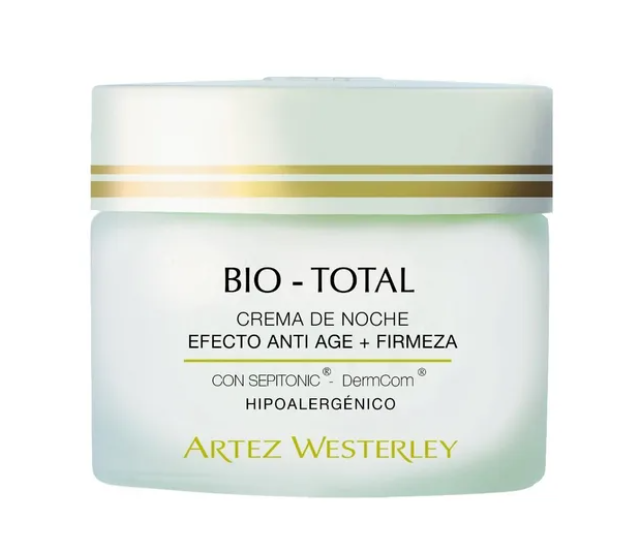 BIO - TOTAL
CREMA DE NOCHE
EFECTO ANTI AGE + FIRMEZA
CON SEPITONIC® - DermCom®
HIPOALERGÉNICO
ARTEZ WESTERLEY